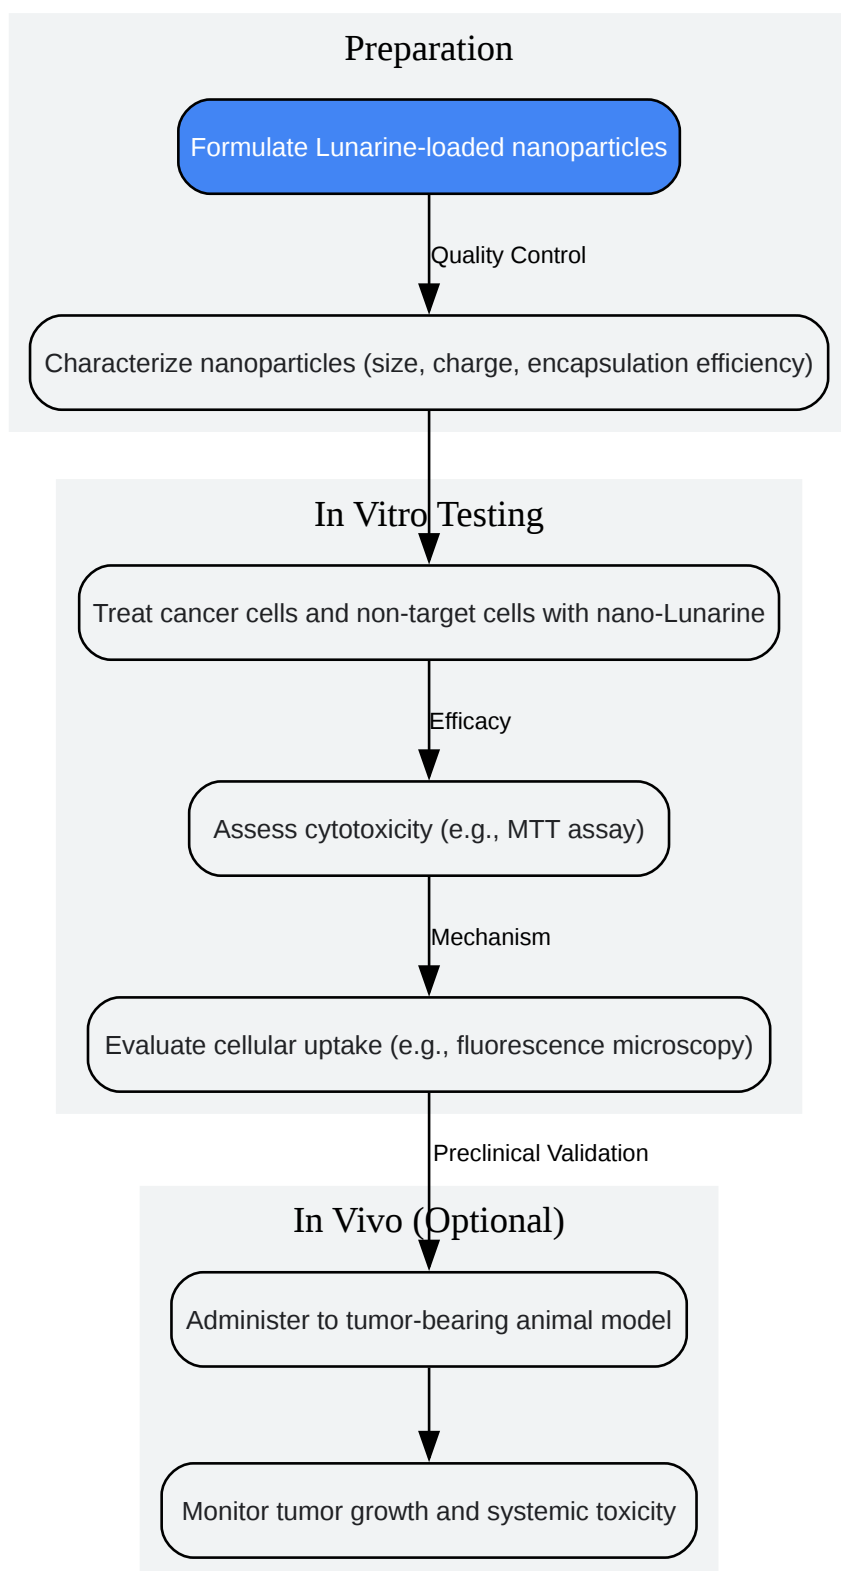 Preparation
Formulate Lunarine-loaded nanoparticles
Quality Control
Characterize nanoparticles (size, charge, encapsulation efficiency)
In Vitro Testing
Treat cancer cells and non-target cells with nano-Lunarine
Efficacy
Assess cytotoxicity (e.g., MTT assay)
Mechanism
Evaluate cellular uptake (e.g., fluorescence microscopy)
Preclinical Validation
In Vivo (Optional)
Administer to tumor-bearing animal model
Monitor tumor growth and systemic toxicity